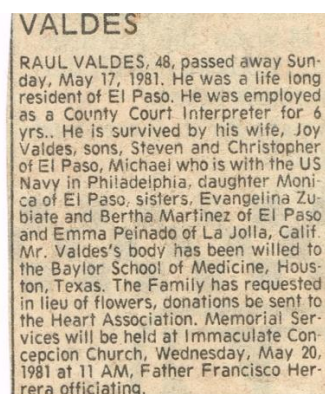 VALDES
RAUL VALDES, 48, passed away Sun-
day, May 17, 1981. He was a life long
resident of El Paso. He was employed
as a County Court Interpreter for 6
yrs.. He is survived by his wife, Joy
Valdes, sons, Steven and Christopher
of El Paso, Michael who is with the US
Navy in Philadelphia, daughter Moni-
ca of El Paso, sisters, Evangelina Zu-
biate and Bertha Martinez of El Paso
and Emma Peinado of La Jolla, Calif.
Mr. Valdes's body has been willed to
the Baylor School of Medicine, Hous-
ton, Texas. The Family has requested
in lieu of flowers, donations be sent to
the Heart Association. Memorial Ser-
vices will be held at Immaculate Con-
cepcion Church, Wednesday, May 20,
1981 at 11 AM, Father Francisco Her-
rera officiating.